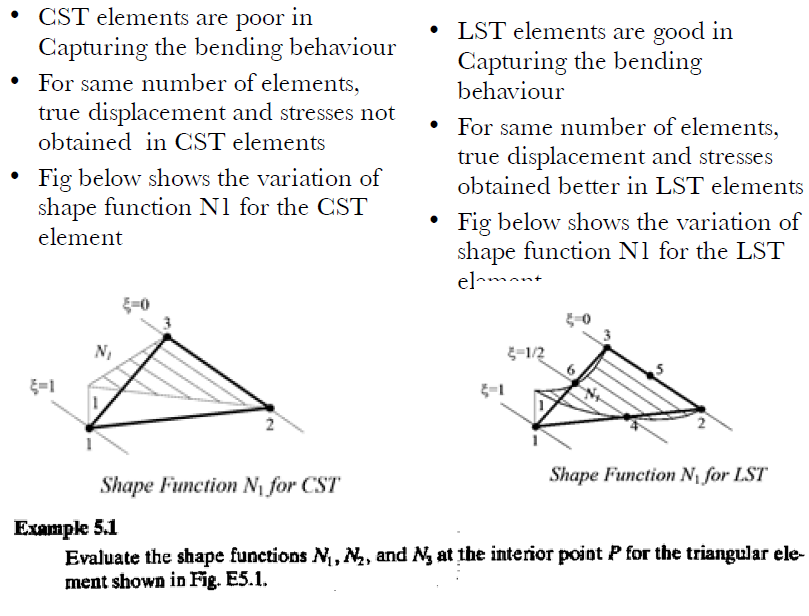 • CST elements are poor in
Capturing the bending behaviour
• For same number of elements,
true displacement and stresses not
obtained in CST elements
• Fig below shows the variation of
shape function N1 for the CST
element
• LST elements are good in
Capturing the bending
behaviour
• For same number of elements,
true displacement and stresses
obtained better in LST elements
• Fig below shows the variation of
shape function N1 for the LST
ξ=0
3
N₁
ξ=1
1
2
1
Shape Function N₁ for CST
ξ=0
3
ξ=1/2
6
5
ξ=1
N₁
1
4
2
1
Shape Function N₁ for LST
Example 5.1
Evaluate the shape functions N₁, N₂, and N₃ at the interior point P for the triangular ele-
ment shown in Fig. E5.1.